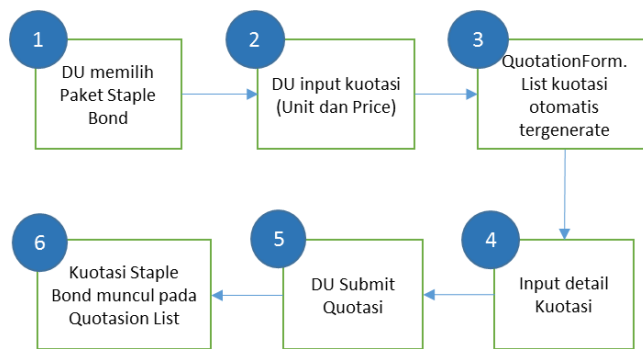 1
DU memilih
Paket Staple
Bond
2
DU input kuotasi
(Unit dan Price)
3
QuotationForm.
List kuotasi
otomatis
tergenerate
4
Input detail
Kuotasi
5
DU Submit
Quotasi
6
Kuotasi Staple
Bond muncul pada
Quotasion List